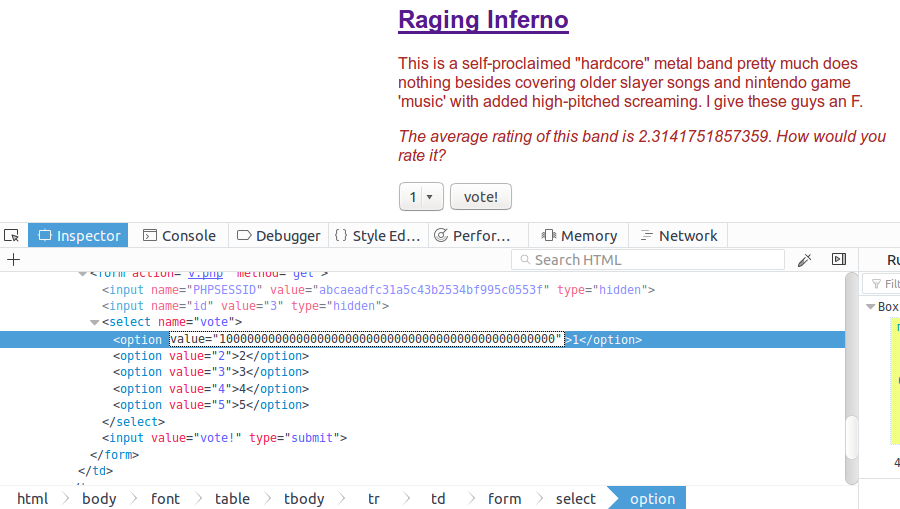 Raging Inferno
This is a self-proclaimed "hardcore" metal band pretty much does
nothing besides covering older slayer songs and nintendo game
'music' with added high-pitched screaming. I give these guys an F.
The average rating of this band is 2.3141751857359. How would you
rate it?
1 vote!
Inspector Console Debugger Style Ed... Perfor... Memory Network
Search HTML Ru
<form action="v.php" method="get">
Filt
<input name="PHPSESSID" value="abcaeadfc31a5c43b2534bf995c0553f" type="hidden">
<input name="id" value="3" type="hidden">
Box
<select name="vote">
<option value="10000000000000000000000000000000000000000000000">1</option>
<option value="2">2</option>
<option value="3">3</option>
<option value="4">4</option>
<option value="5">5</option>
</select>
<input value="vote!" type="submit">
</form>
4
</td>
html body font table tbody tr td form select option